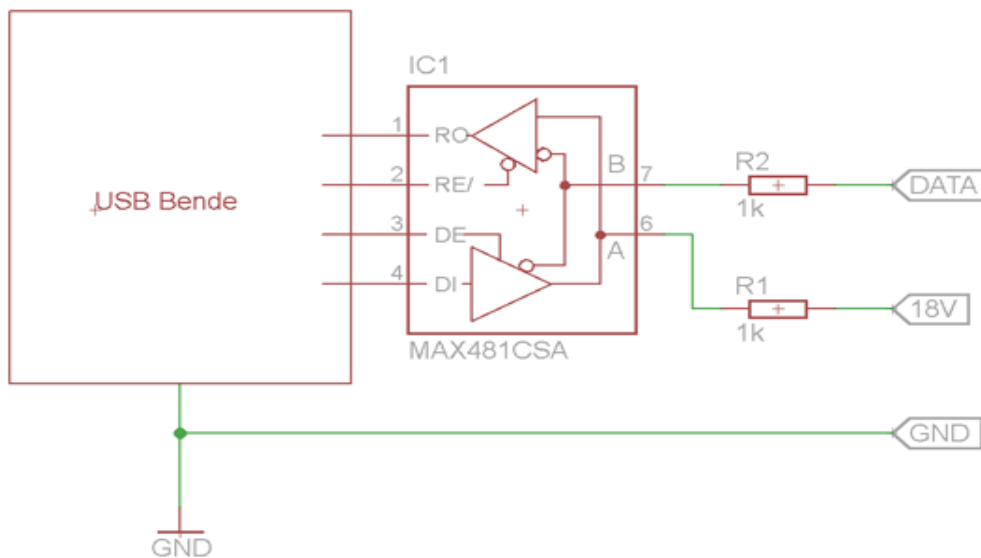 IC1
USB Bende
1
RO
2
RE/
3
DE
4
DI
B
7
A
6
MAX481CSA
R2
1k
DATA
R1
1k
18V
GND
GND